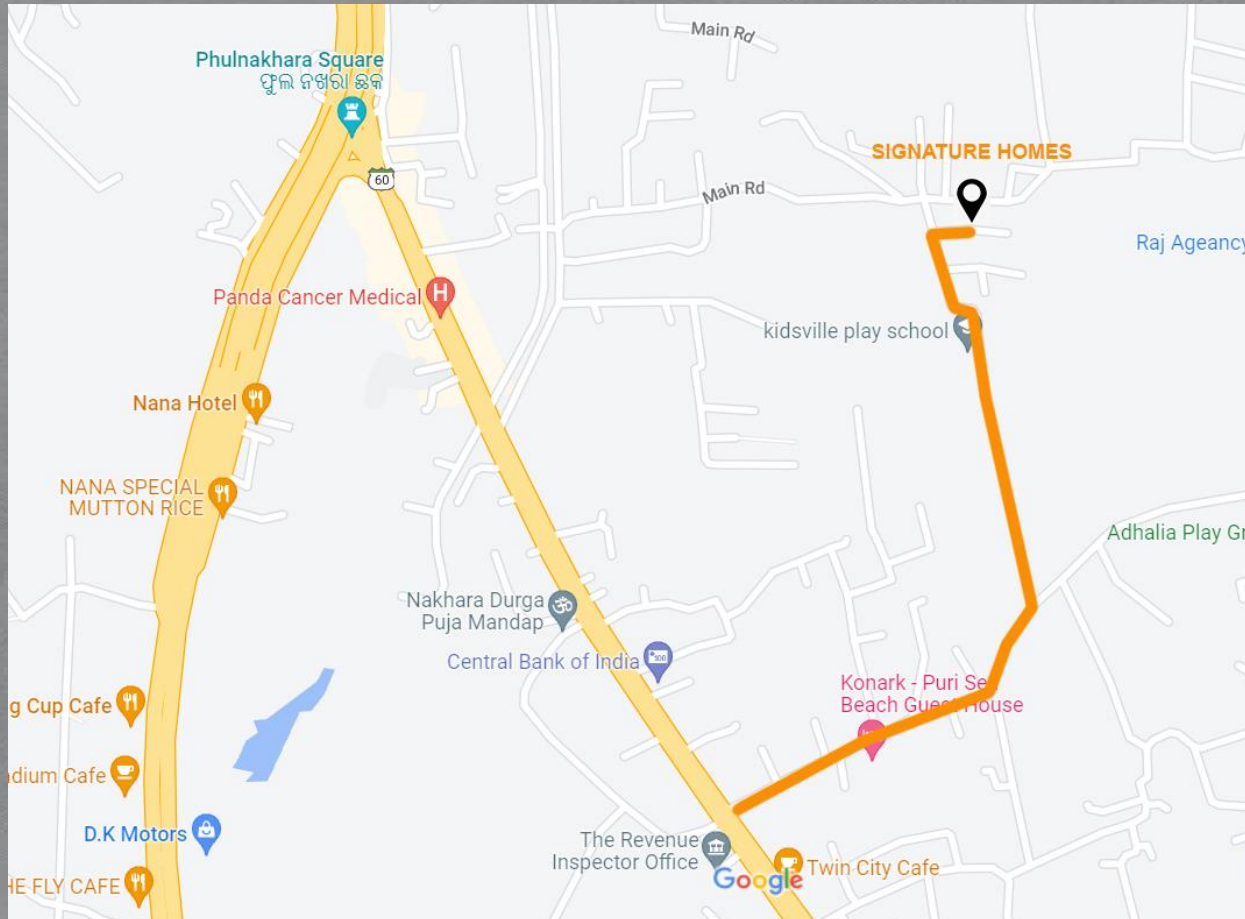 Main Rd
Phulnakhara Square
ଫୁଲ ନଖରା ଛକ
60
SIGNATURE HOMES
Main Rd
Raj Ageancy
Panda Cancer Medical
H
kidsville play school
Nana Hotel
NANA SPECIAL
MUTTON RICE
Adhalia Play Gr
Nakhara Durga
Puja Mandap
Central Bank of India
Konark - Puri Se
Beach Guest House
g Cup Cafe
adium Cafe
D.K Motors
The Revenue
Inspector Office
Twin City Cafe
Google
HE FLY CAFE